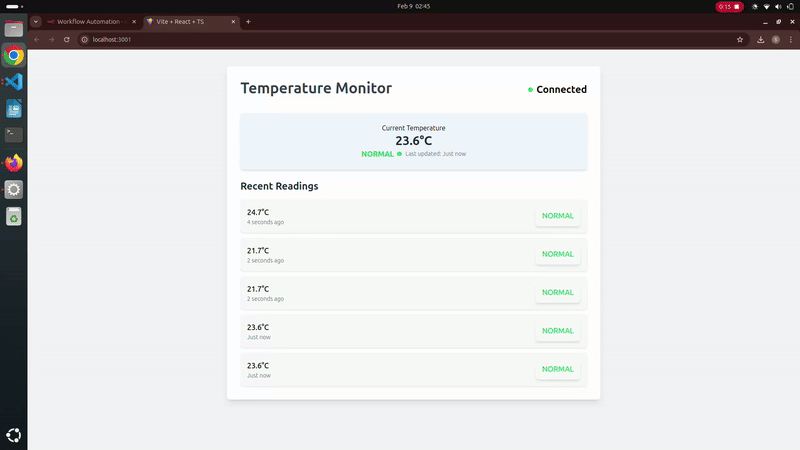 Feb 9 02:45
0:15
Workflow Automation
Vite + React + TS
localhost:3001
Temperature Monitor
Connected
Current Temperature
23.6°C
NORMAL Last updated: Just now
Recent Readings
24.7°C
4 seconds ago
NORMAL
21.7°C
2 seconds ago
NORMAL
21.7°C
2 seconds ago
NORMAL
23.6°C
Just now
NORMAL
23.6°C
Just now
NORMAL